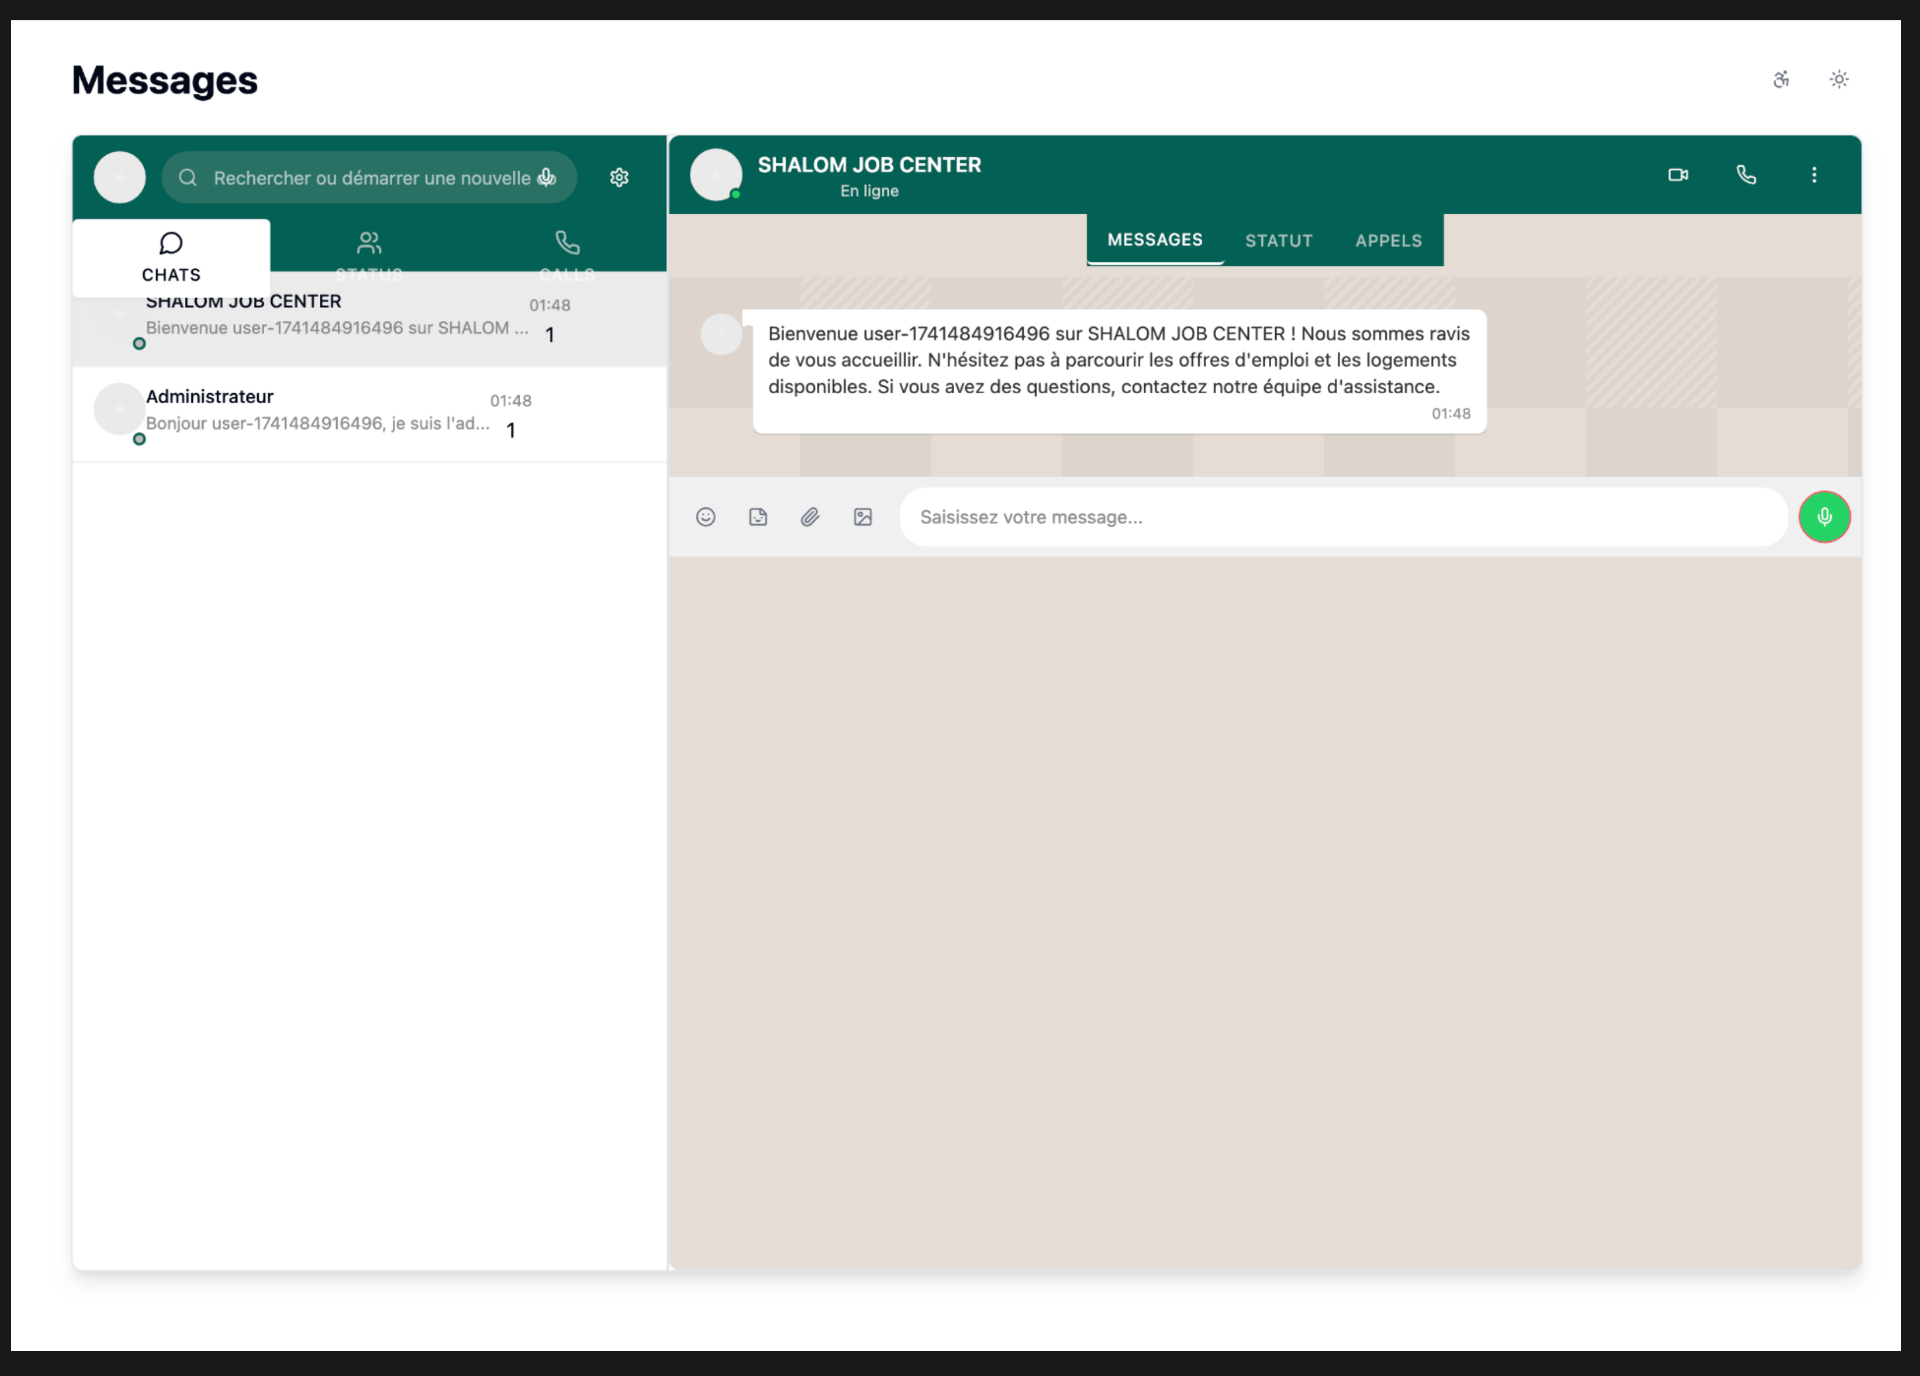 Messages
Rechercher ou démarrer une nouvelle
CHATS
STATUS
CALLS
SHALOM JOB CENTER
01:48
Bienvenue user-1741484916496 sur SHALOM ...
1
Administrateur
01:48
Bonjour user-1741484916496, je suis l'ad...
1
SHALOM JOB CENTER
En ligne
MESSAGES
STATUT
APPELS
Bienvenue user-1741484916496 sur SHALOM JOB CENTER ! Nous sommes ravis
de vous accueillir. N'hésitez pas à parcourir les offres d'emploi et les logements
disponibles. Si vous avez des questions, contactez notre équipe d'assistance.
01:48
Saisissez votre message...